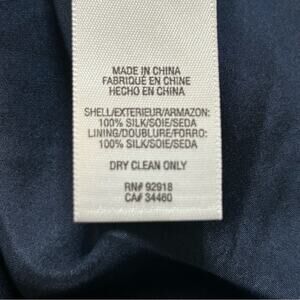 MADE IN CHINA
FABRIQUÉ EN CHINE
HECHO EN CHINA
SHELL/EXTERIEUR/ARMAZON:
100% SILK/SOIE/SEDA
LINING/DOUBLURE/FORRO:
100% SILK/SOIE/SEDA
DRY CLEAN ONLY
RN# 92918
CA# 34460